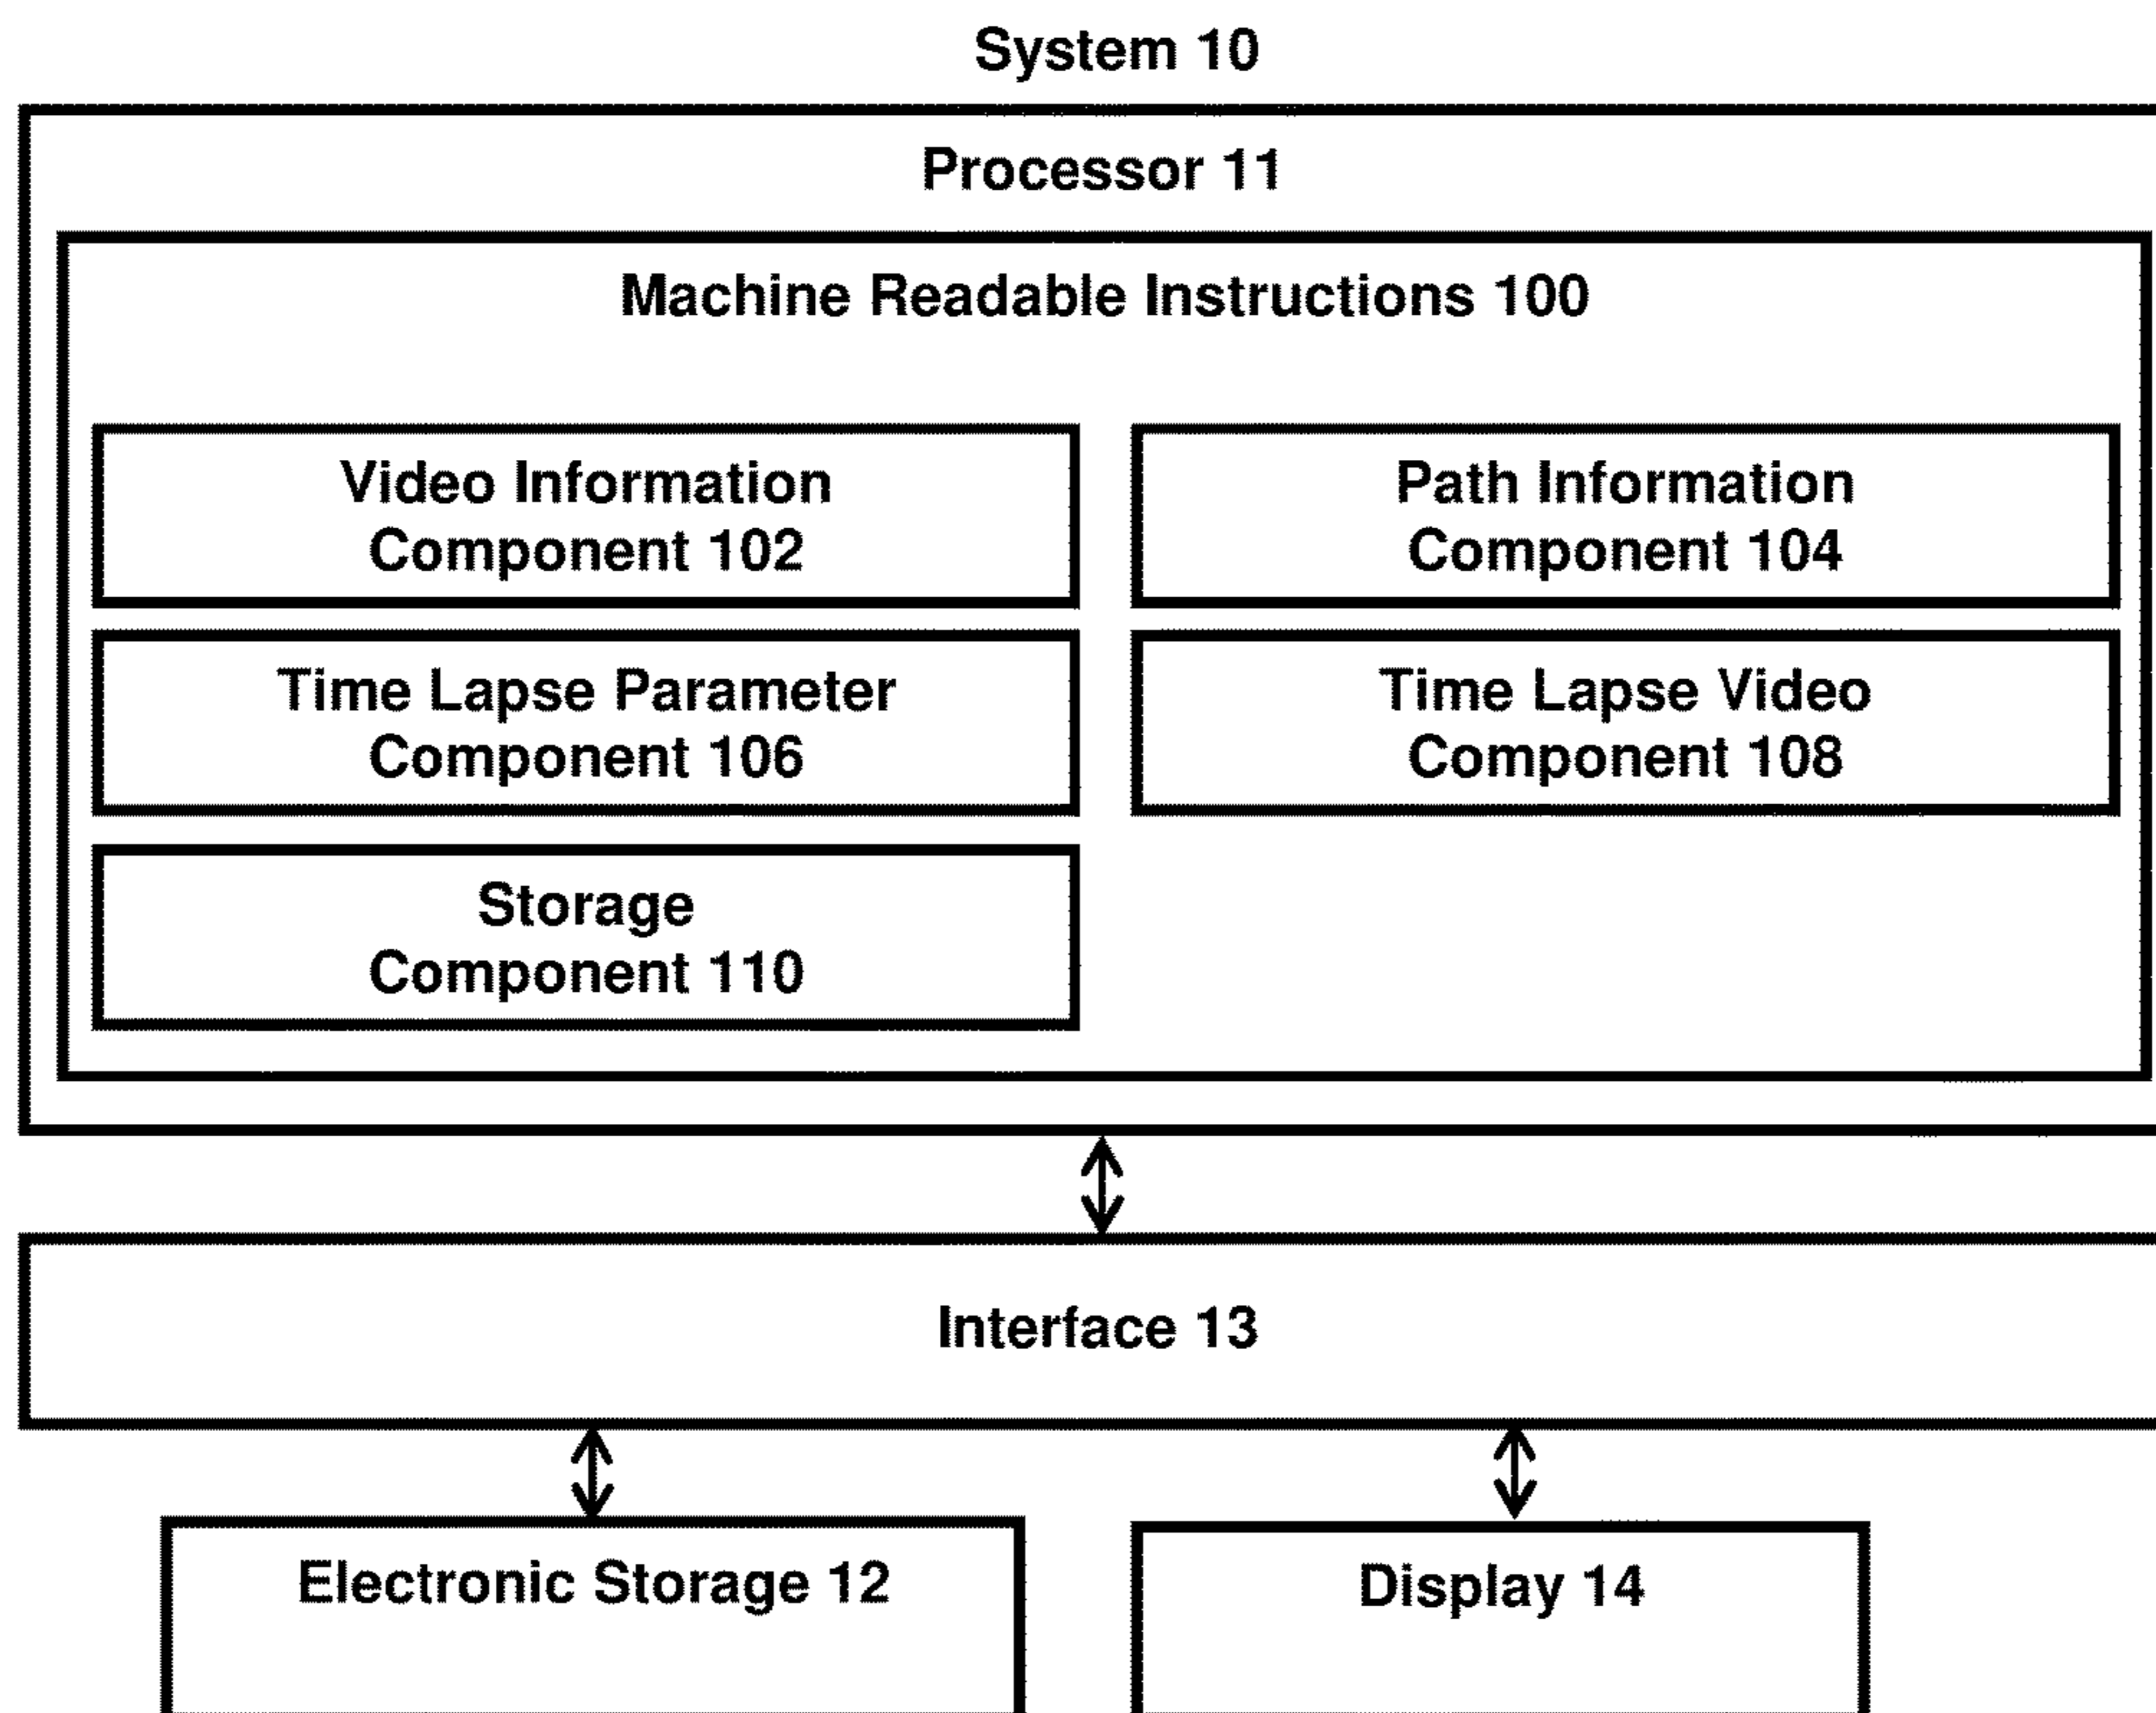 System 10
Processor 11
Machine Readable Instructions 100
Video Information
Component 102
Path Information
Component 104
Time Lapse Parameter
Component 106
Time Lapse Video
Component 108
Storage
Component 110
Interface 13
Electronic Storage 12
Display 14